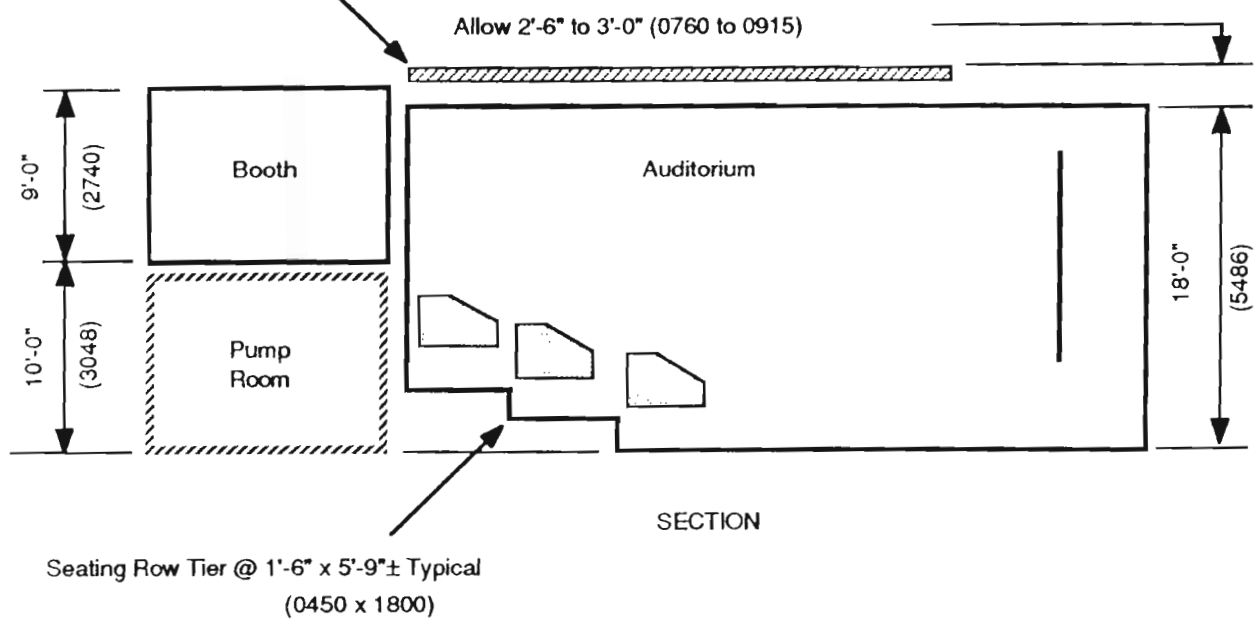 Allow 2'-6" to 3'-0" (0760 to 0915)
9'-0"
(2740)
Booth
Auditorium
18'-0"
(5486)
10'-0"
(3048)
Pump
Room
SECTION
Seating Row Tier @ 1'-6" x 5'-9"± Typical
(0450 x 1800)